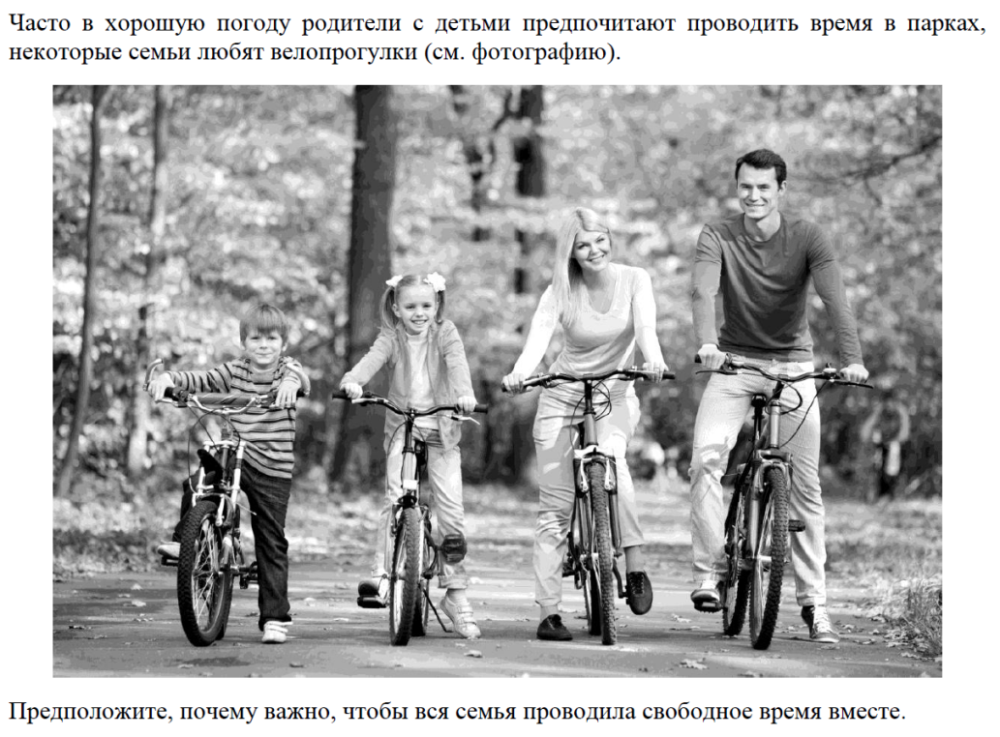 Часто в хорошую погоду родители с детьми предпочитают проводить время в парках,
некоторые семьи любят велопрогулки (см. фотографию).
Предположите, почему важно, чтобы вся семья проводила свободное время вместе.